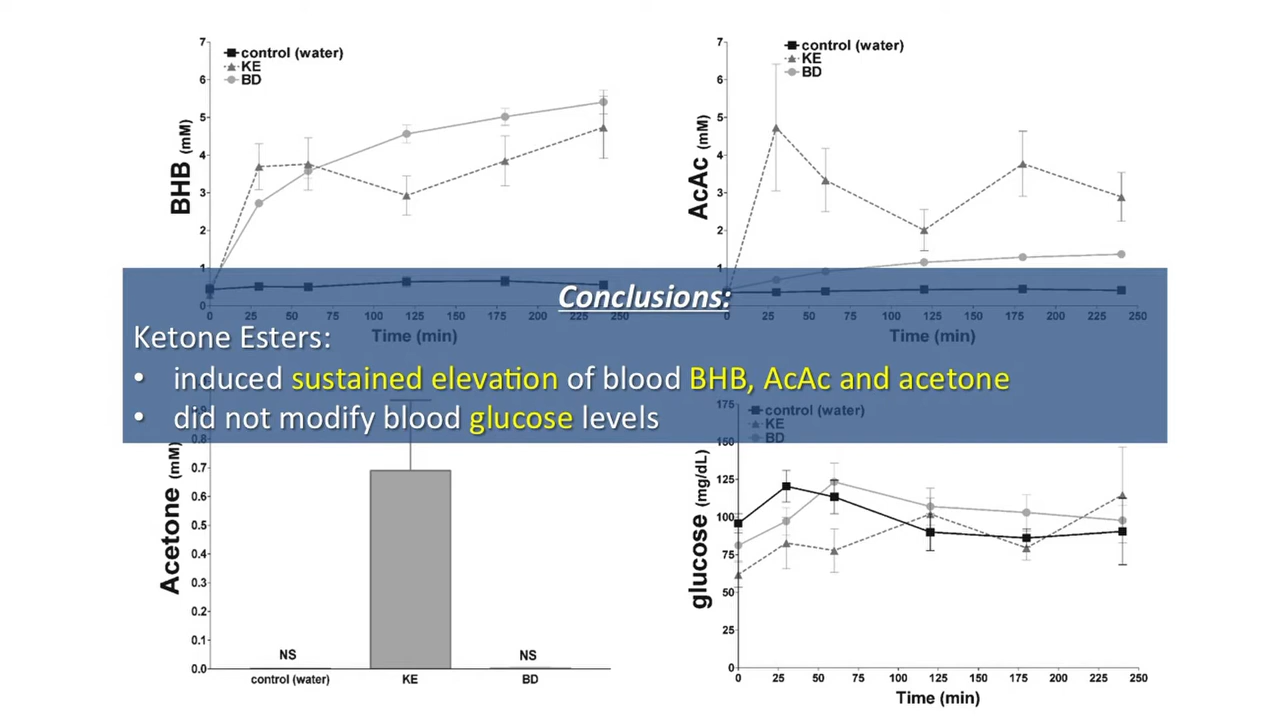 7
6
5
4
3
2
1
0
BHB (mM)
control (water)
KE
BD
0 25 50 75 100 125 150 175 200 225 250
Time (min)
7
6
5
4
3
2
1
0
AcAc (mM)
control (water)
KE
BD
0 25 50 75 100 125 150 175 200 225 250
Time (min)
Conclusions:
Ketone Esters:
• induced sustained elevation of blood BHB, AcAc and acetone
• did not modify blood glucose levels
0.8
0.7
0.6
0.5
0.4
0.3
0.2
0.1
0.0
Acetone (mM)
NS
NS
control (water) KE BD
175
150
125
100
75
50
25
0
glucose (mg/dL)
control (water)
KE
BD
0 25 50 75 100 125 150 175 200 225 250
Time (min)